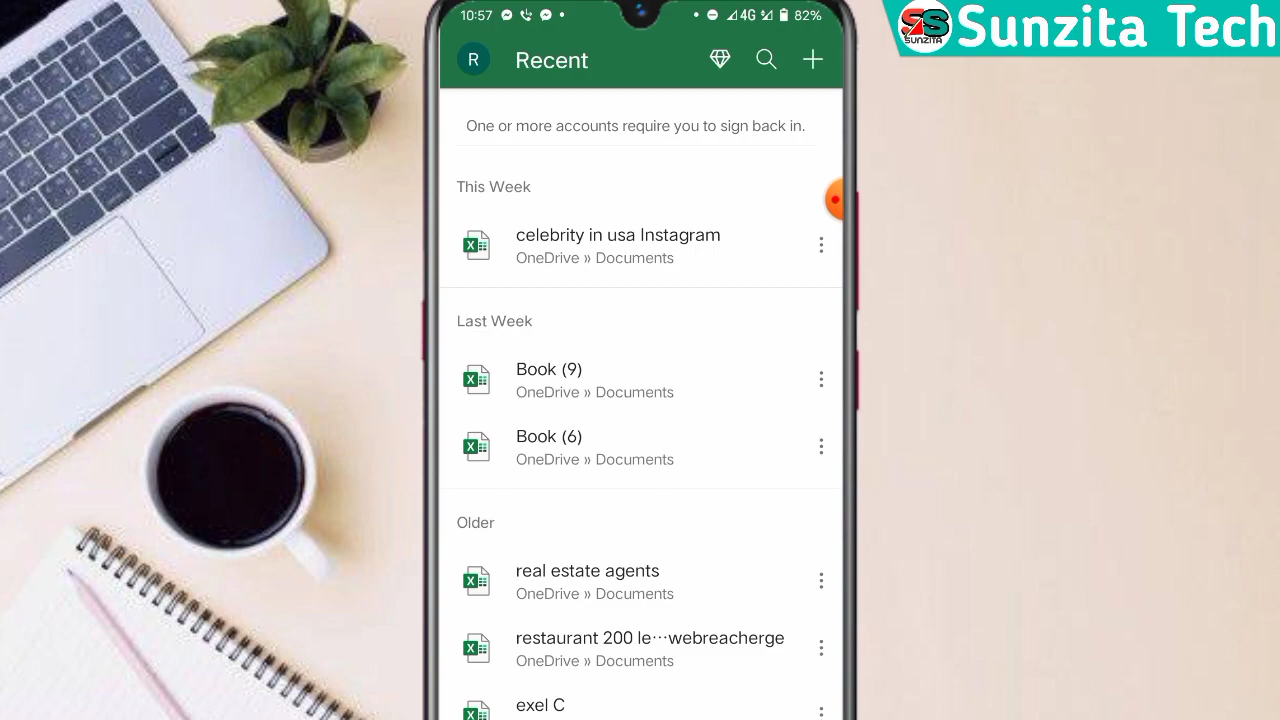 10:57
4G
82%
SS
SUNZITA
Sunzita Tech
R
Recent
One or more accounts require you to sign back in.
This Week
celebrity in usa Instagram
OneDrive » Documents
Last Week
Book (9)
OneDrive » Documents
Book (6)
OneDrive » Documents
Older
real estate agents
OneDrive » Documents
restaurant 200 le···webreacherge
OneDrive » Documents
exel C